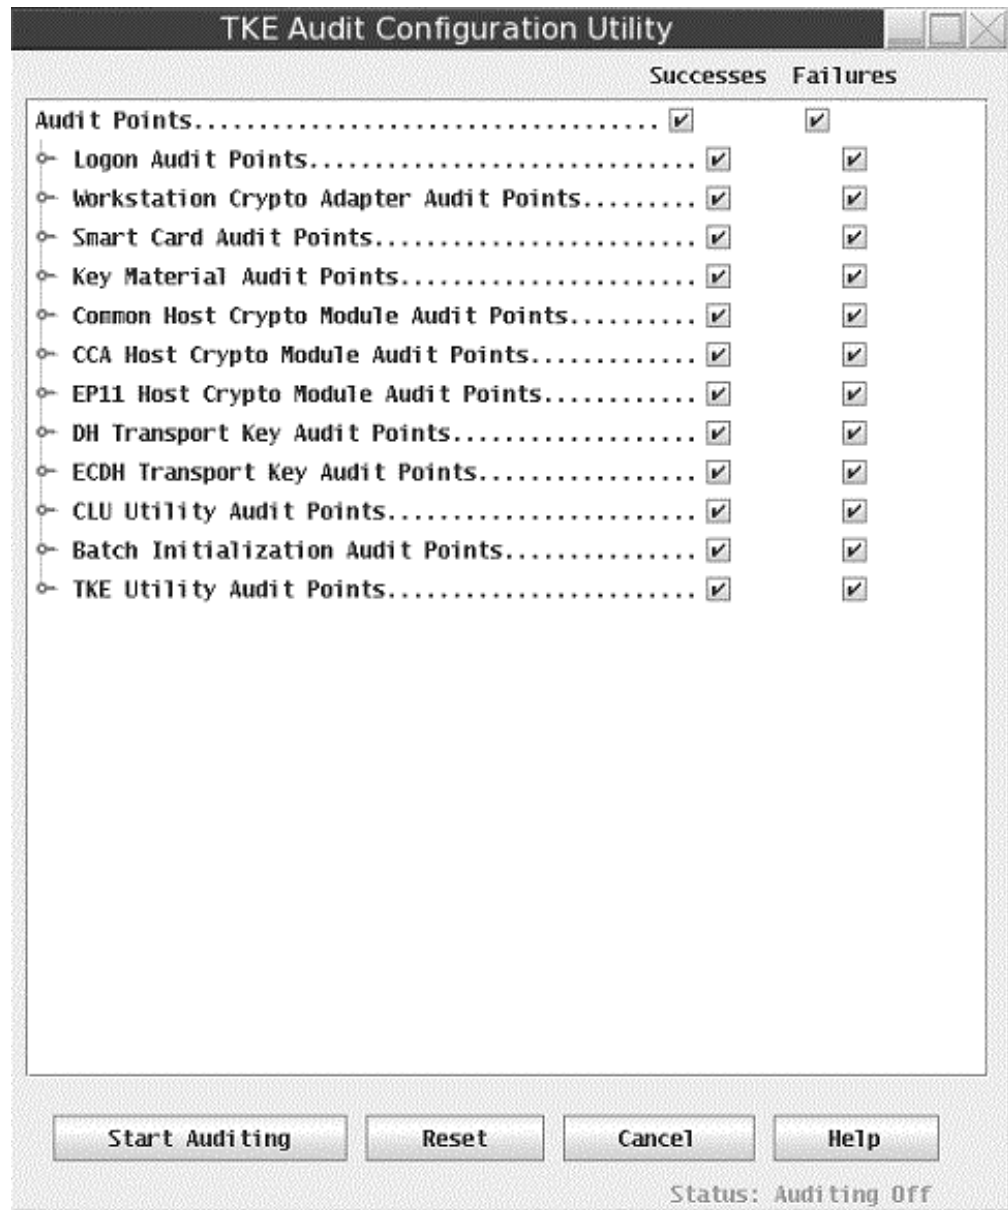 TKE Audit Configuration Utility
Successes Failures
Audit Points...................................
Logon Audit Points..............................
Workstation Crypto Adapter Audit Points.........
Smart Card Audit Points.........................
Key Material Audit Points.......................
Common Host Crypto Module Audit Points..........
CCA Host Crypto Module Audit Points.............
EP11 Host Crypto Module Audit Points............
DH Transport Key Audit Points...................
ECDH Transport Key Audit Points.................
CLU Utility Audit Points........................
Batch Initialization Audit Points...............
TKE Utility Audit Points........................
Start Auditing Reset Cancel Help
Status: Auditing Off